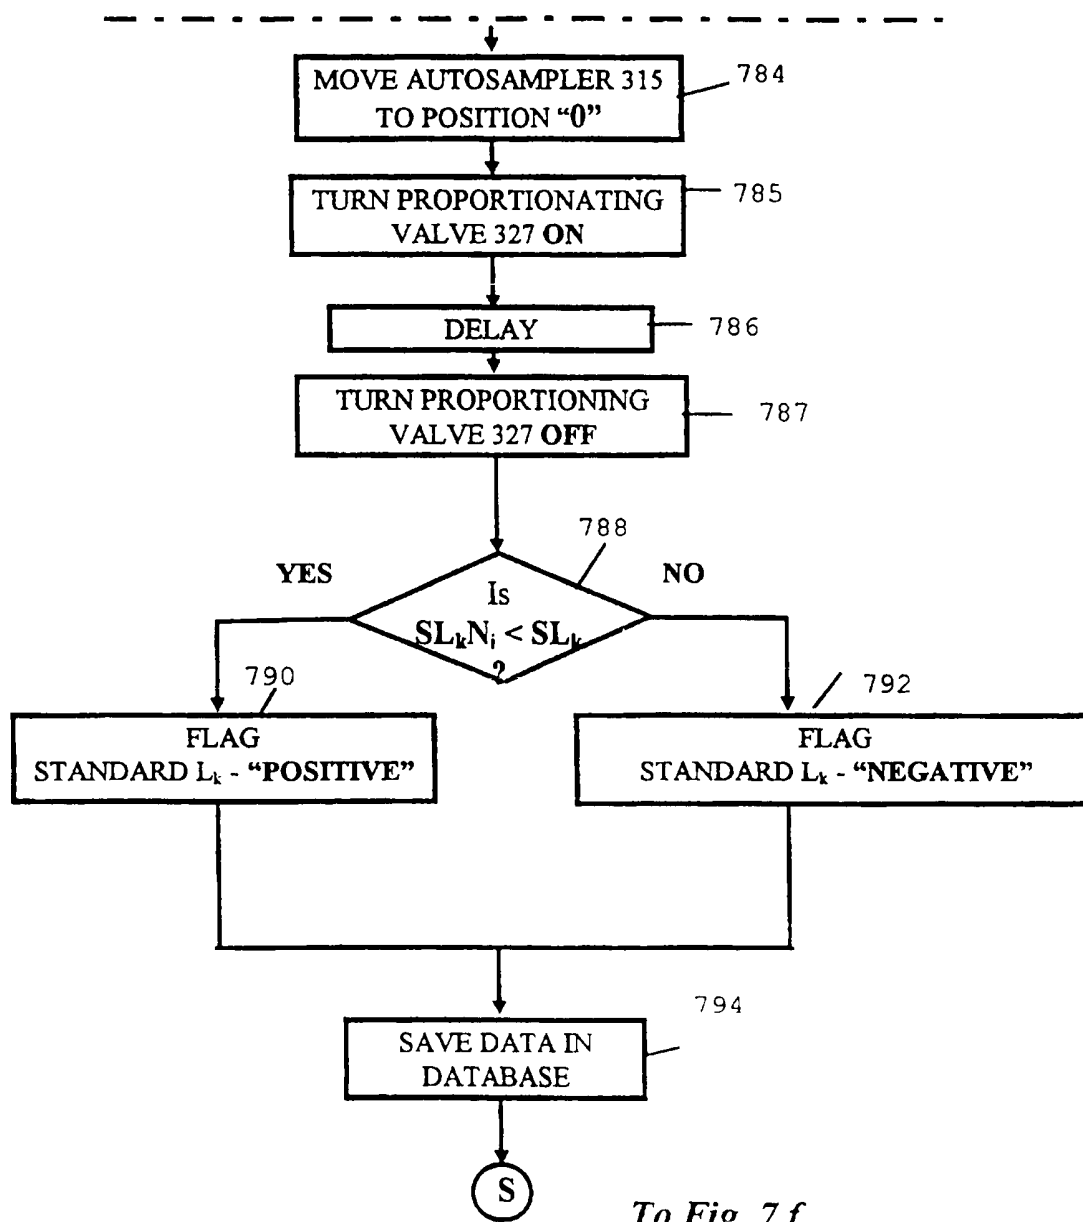 MOVE AUTOSAMPLER 315
TO POSITION “0”
784
TURN PROPORTIONATING
VALVE 327 ON
785
DELAY
786
TURN PROPORTIONING
VALVE 327 OFF
787
788
YES
NO
Is
SLₖNᵢ < SLₖ
?
790
792
FLAG
STANDARD Lₖ - “POSITIVE”
FLAG
STANDARD Lₖ - “NEGATIVE”
794
SAVE DATA IN
DATABASE
S
To Fig. 7 f